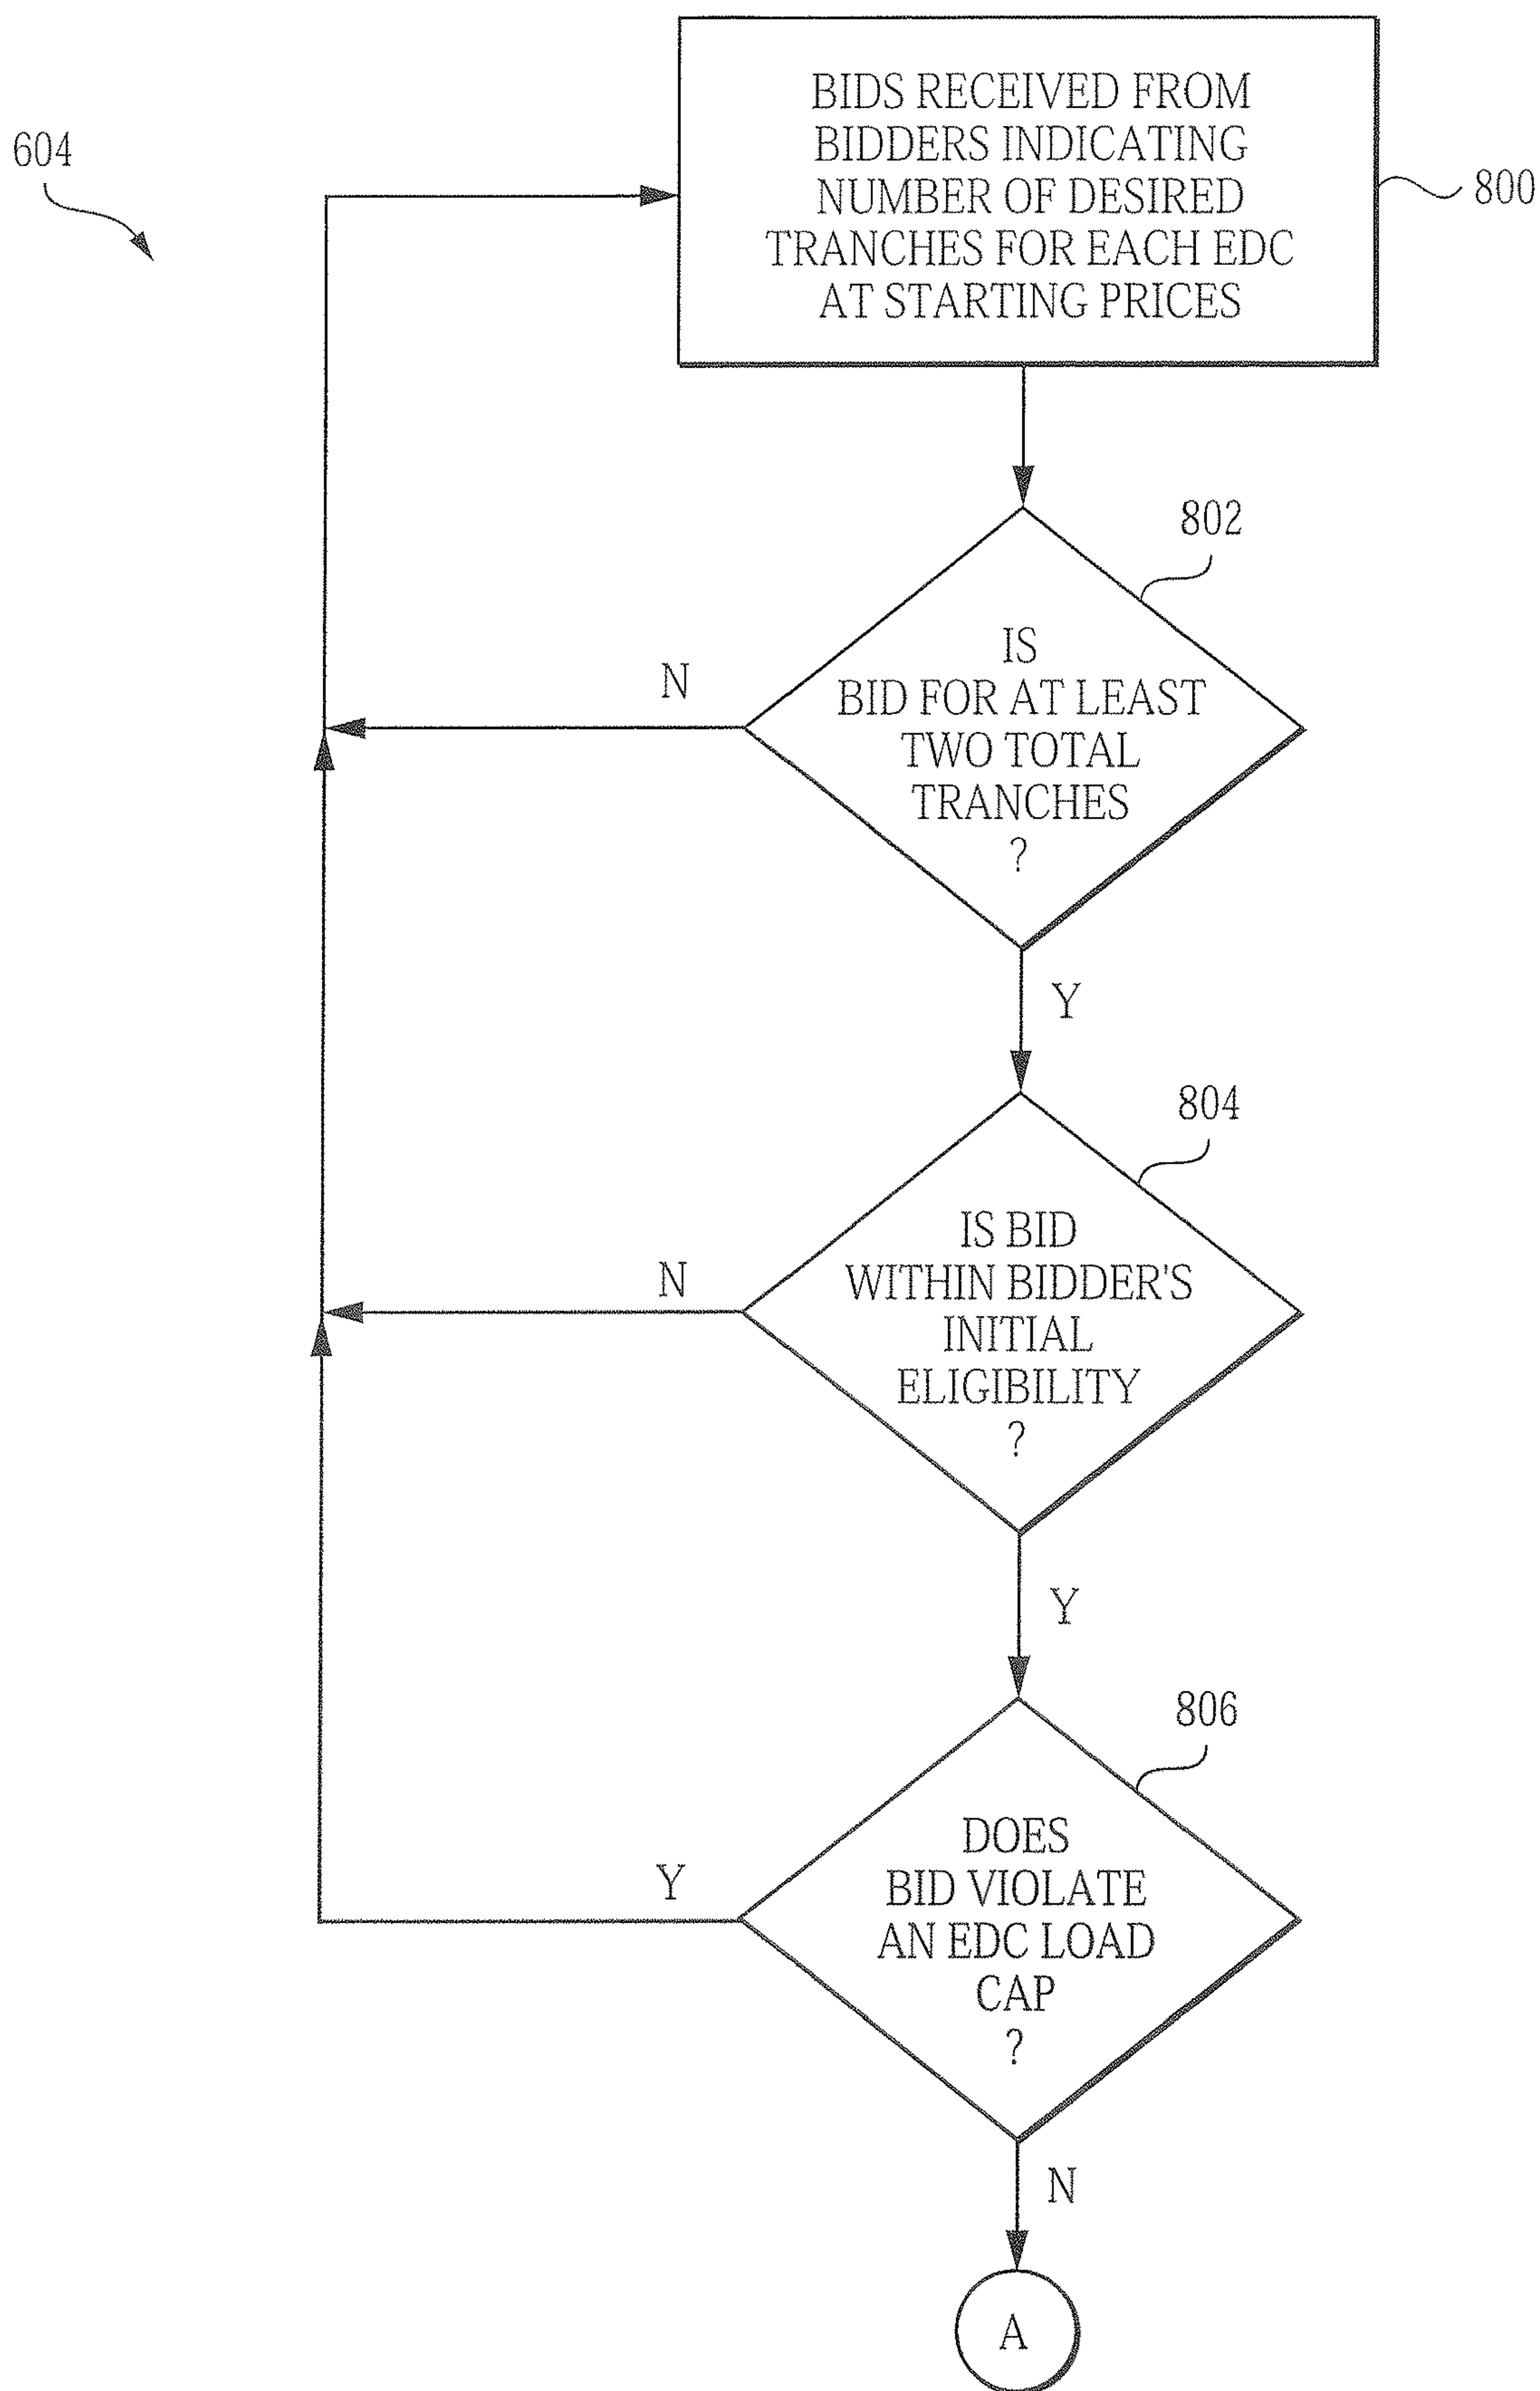 604
BIDS RECEIVED FROM
BIDDERS INDICATING
NUMBER OF DESIRED
TRANCHES FOR EACH EDC
AT STARTING PRICES
800
802
IS
BID FOR AT LEAST
TWO TOTAL
TRANCHES
?
N
Y
804
IS BID
WITHIN BIDDER'S
INITIAL
ELIGIBILITY
?
N
Y
806
DOES
BID VIOLATE
AN EDC LOAD
CAP
?
Y
N
A